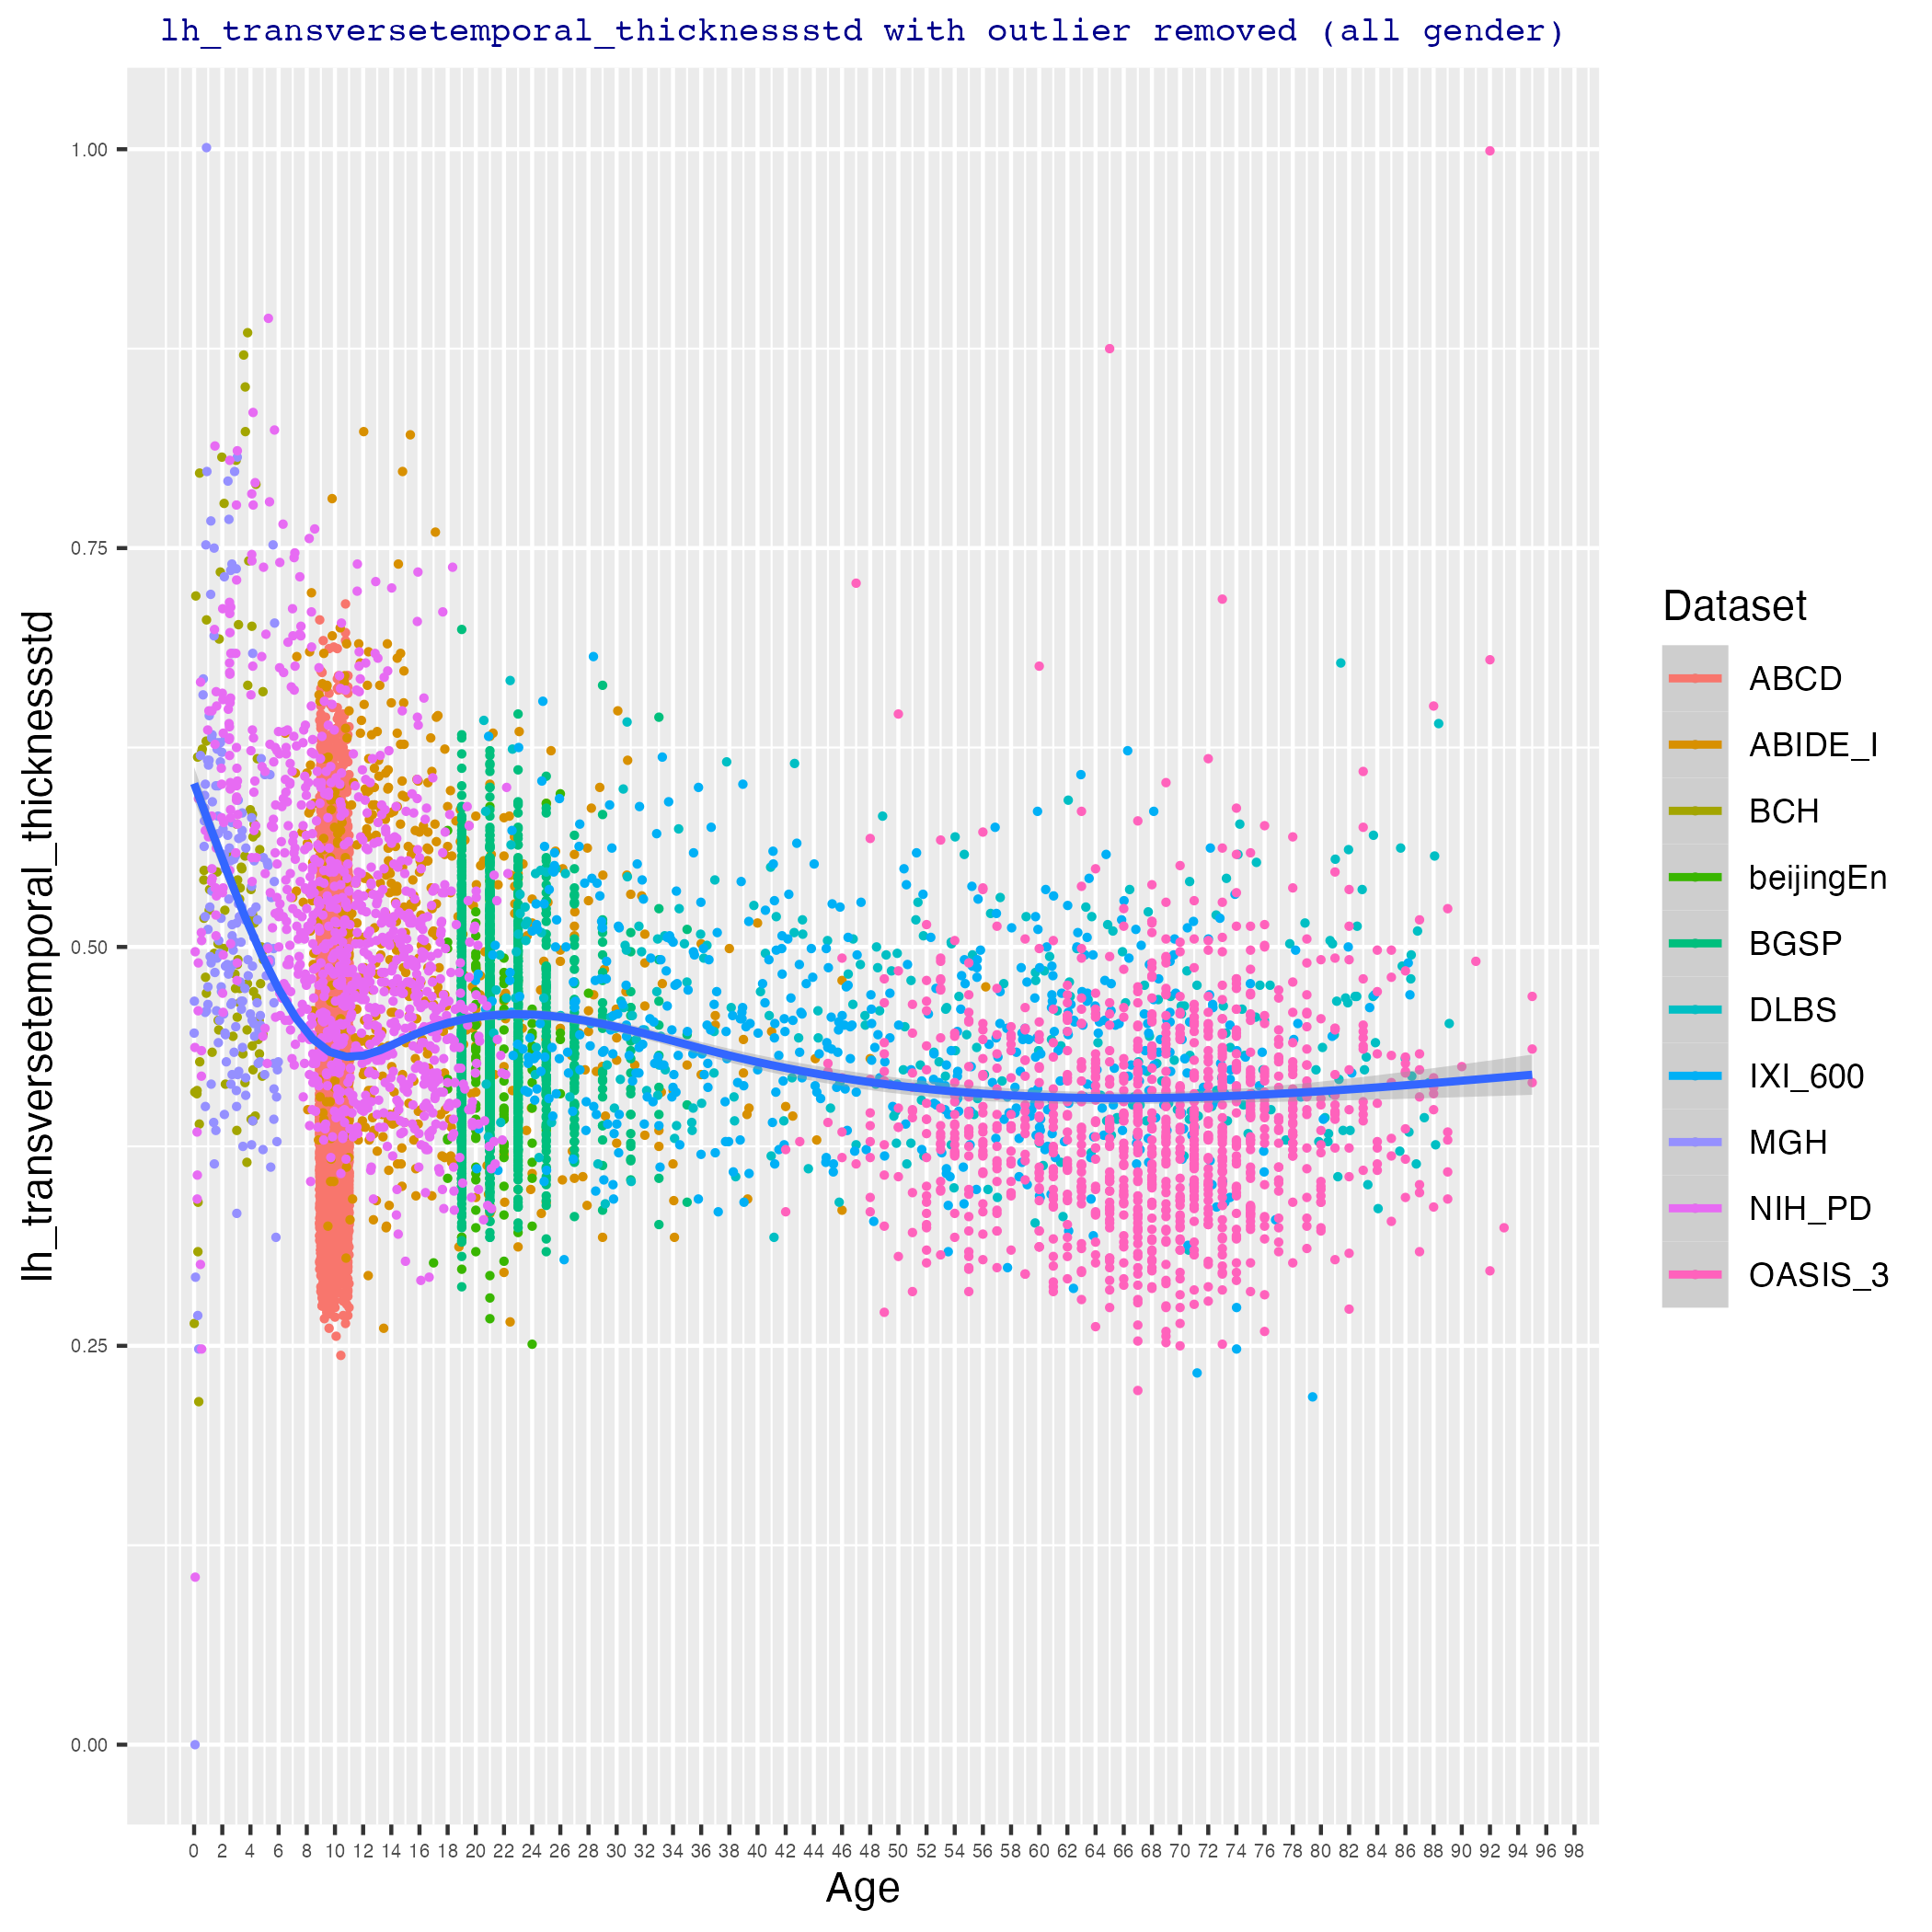 lh_transversetemporal_thicknessstd with outlier removed (all gender)
lh_transversetemporal_thicknessstd
1.00
0.75
0.50
0.25
0.00
0 2 4 6 8 10 12 14 16 18 20 22 24 26 28 30 32 34 36 38 40 42 44 46 48 50 52 54 56 58 60 62 64 66 68 70 72 74 76 78 80 82 84 86 88 90 92 94 96 98
Age
Dataset
ABCD
ABIDE_I
BCH
beijingEn
BGSP
DLBS
IXI_600
MGH
NIH_PD
OASIS_3